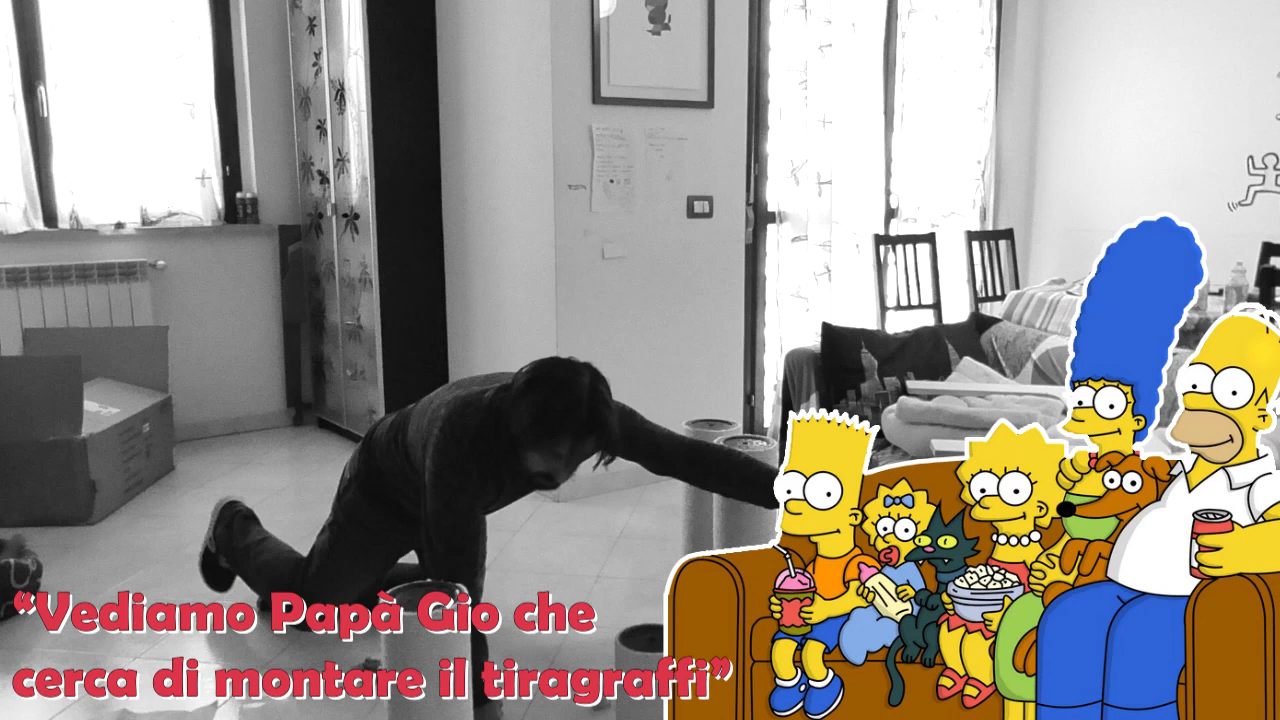 “Vediamo Papà Gio che
cerca di montare il tiragraffi”